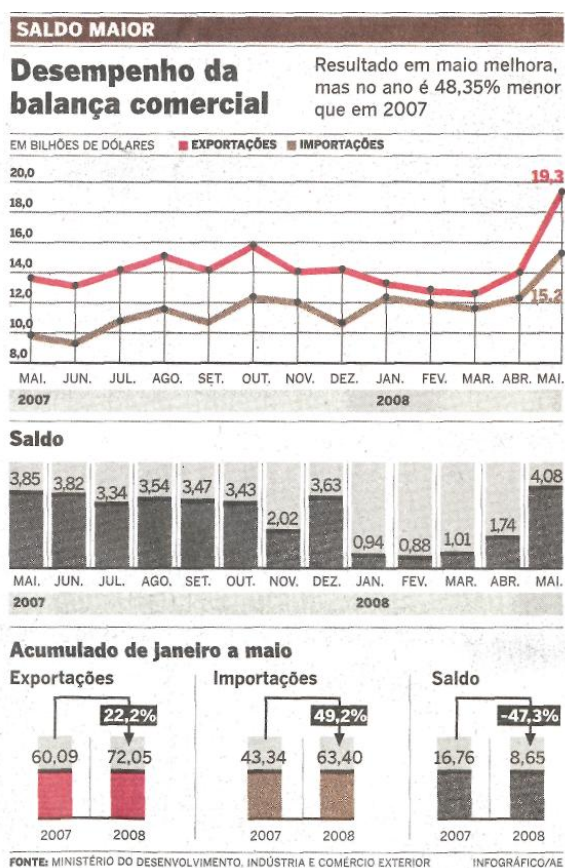 SALDO MAIOR
Desempenho da
balança comercial
Resultado em maio melhora,
mas no ano é 48,35% menor
que em 2007
EM BILHÕES DE DÓLARES EXPORTAÇÕES IMPORTAÇÕES
20,0
19,3
18,0
16,0
14,0
12,0
15,2
10,0
8,0
MAI. JUN. JUL. AGO. SET. OUT. NOV. DEZ. JAN. FEV. MAR. ABR. MAI.
2007 2008
Saldo
3,85 3,82 3,34 3,54 3,47 3,43 2,02 3,63 0,94 0,88 1,01 1,74 4,08
MAI. JUN. JUL. AGO. SET. OUT. NOV. DEZ. JAN. FEV. MAR. ABR. MAI.
2007 2008
Acumulado de janeiro a maio
Exportações
22,2%
60,09 72,05
2007 2008
Importações
49,2%
43,34 63,40
2007 2008
Saldo
-47,3%
16,76 8,65
2007 2008
FONTE: MINISTÉRIO DO DESENVOLVIMENTO, INDÚSTRIA E COMÉRCIO EXTERIOR INFOGRÁFICO/AE